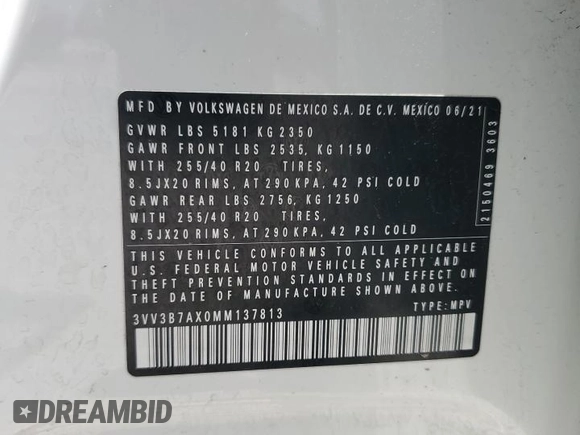 MFD BY VOLKSWAGEN DE MEXICO S.A. DE C.V. MEXICO 06/21
GVWR LBS 5181 KG 2350
GAWR FRONT LBS 2535, KG 1150
WITH 255/40 R20 TIRES,
8.5JX20 RIMS, AT 290 KPA, 42 PSI COLD
GAWR REAR LBS 2756, KG 1250
WITH 255/40 R20 TIRES,
8.5JX20 RIMS, AT 290 KPA, 42 PSI COLD
THIS VEHICLE CONFORMS TO ALL APPLICABLE
U.S. FEDERAL MOTOR VEHICLE SAFETY AND
THEFT PREVENTION STANDARDS IN EFFECT ON
THE DATE OF MANUFACTURE SHOWN ABOVE.
3VV3B7AX0MM137813 TYPE: MPV
2150469 3603
DREAMBID